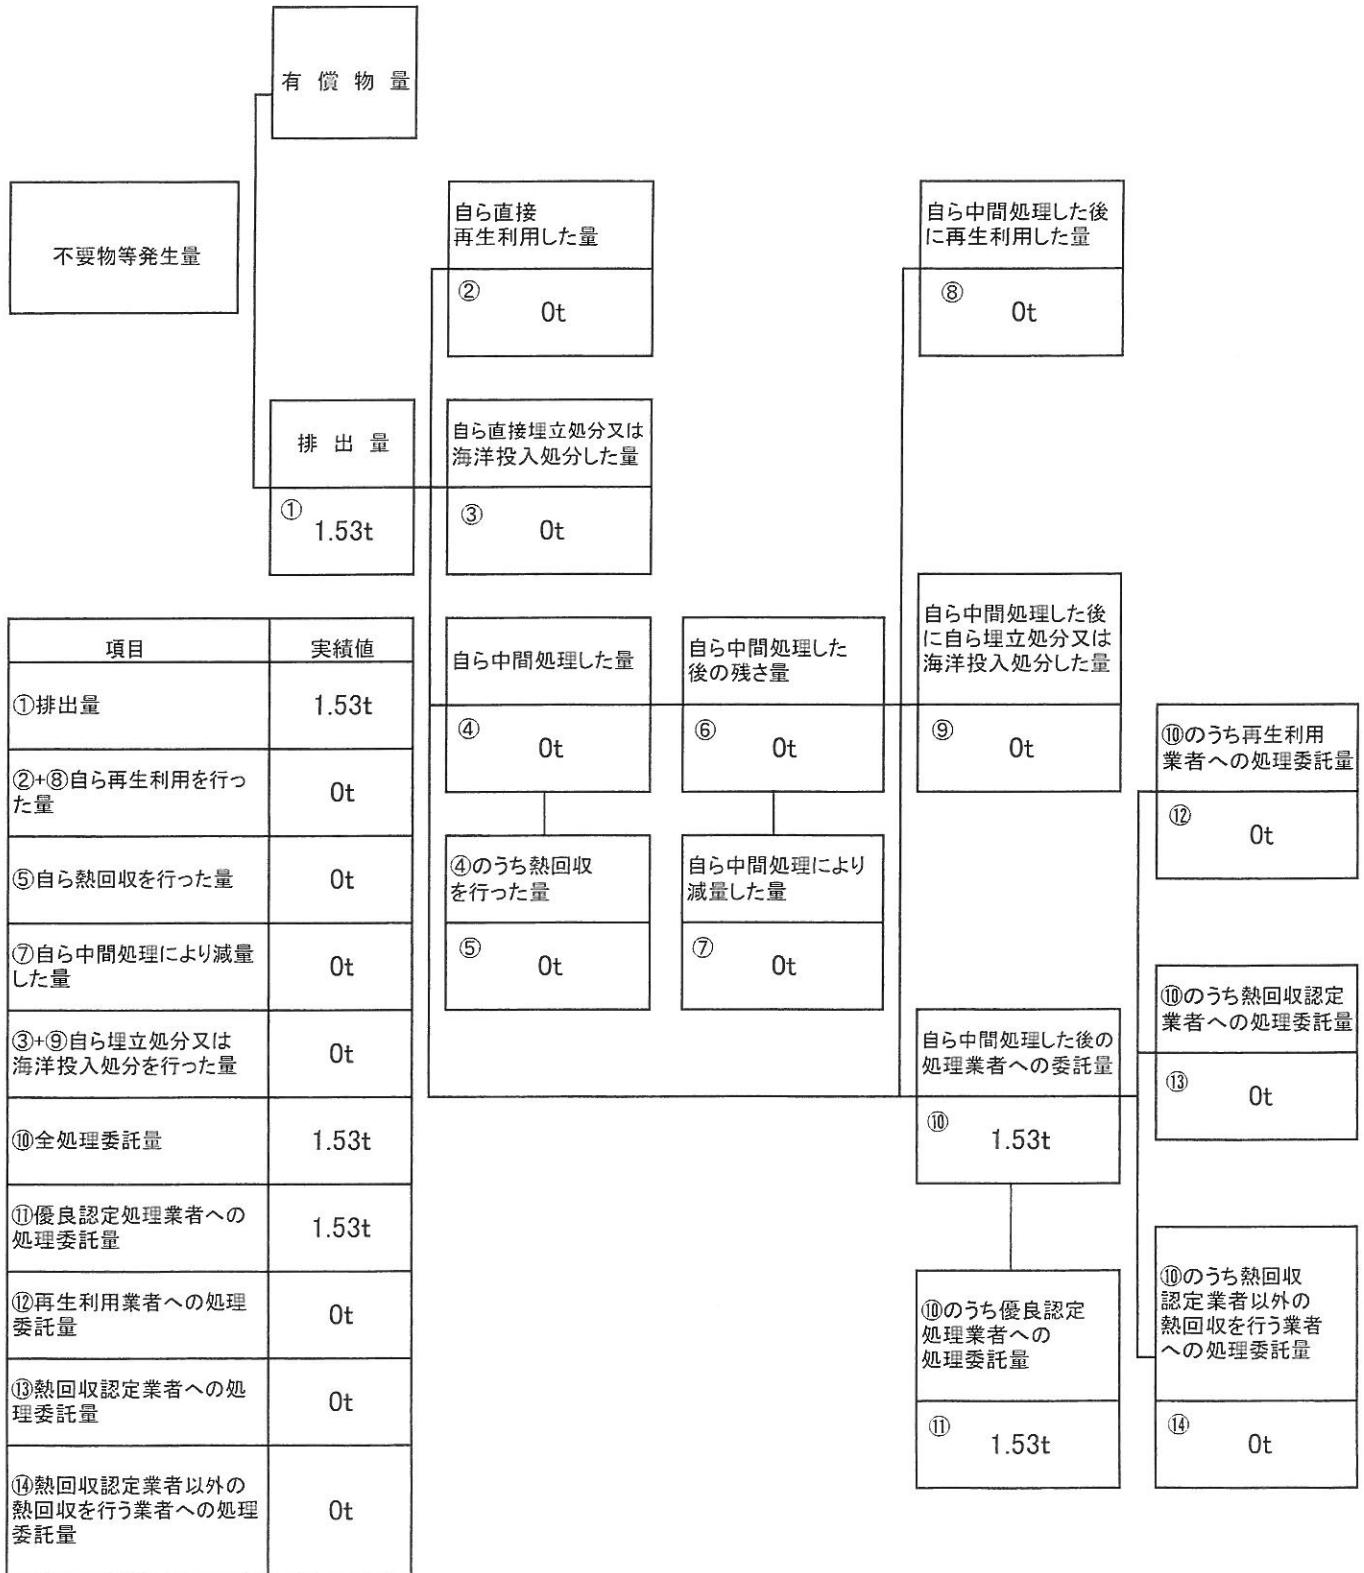 有 償 物 量
不要物等発生量
自ら直接
再生利用した量
②
0t
自ら中間処理した後
に再生利用した量
⑧
0t
排 出 量
①
1.53t
自ら直接埋立処分又は
海洋投入処分した量
③
0t
自ら中間処理した量
④
0t
自ら中間処理した
後の残さ量
⑥
0t
自ら中間処理した後
に自ら埋立処分又は
海洋投入処分した量
⑨
0t
④のうち熱回収
を行った量
⑤
0t
自ら中間処理により
減量した量
⑦
0t
自ら中間処理した後の
処理業者への委託量
⑩
1.53t
⑩のうち優良認定
処理業者への
処理委託量
⑪
1.53t
⑩のうち再生利用
業者への処理委託量
⑫
0t
⑩のうち熱回収認定
業者への処理委託量
⑬
0t
⑩のうち熱回収
認定業者以外の
熱回収を行う業者
への処理委託量
⑭
0t
項目 実績値
①排出量 1.53t
②+⑧自ら再生利用を行っ
た量
0t
⑤自ら熱回収を行った量 0t
⑦自ら中間処理により減量
した量
0t
③+⑨自ら埋立処分又は
海洋投入処分を行った量
0t
⑩全処理委託量 1.53t
⑪優良認定処理業者への
処理委託量
1.53t
⑫再生利用業者への処理
委託量
0t
⑬熱回収認定業者への処
理委託量
0t
⑭熱回収認定業者以外の
熱回収を行う業者への処理
委託量
0t